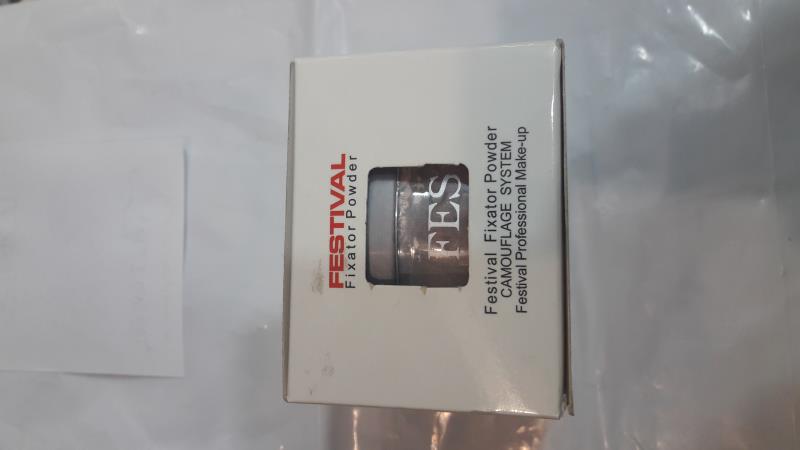 FESTIVAL
Fixator Powder
FES
Festival Fixator Powder
CAMOUFLAGE SYSTEM
Festival Professional Make-up